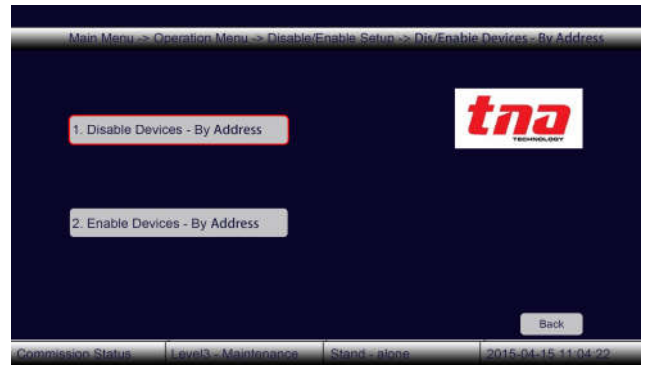 Main Menu -> Operation Menu -> Disable/Enable Setup -> Dis/Enable Devices - By Address
tna
TECHNOLOGY
1. Disable Devices - By Address
2. Enable Devices - By Address
Back
Commission Status Level3 - Maintenance Stand - alone 2015-04-15 11:04:22